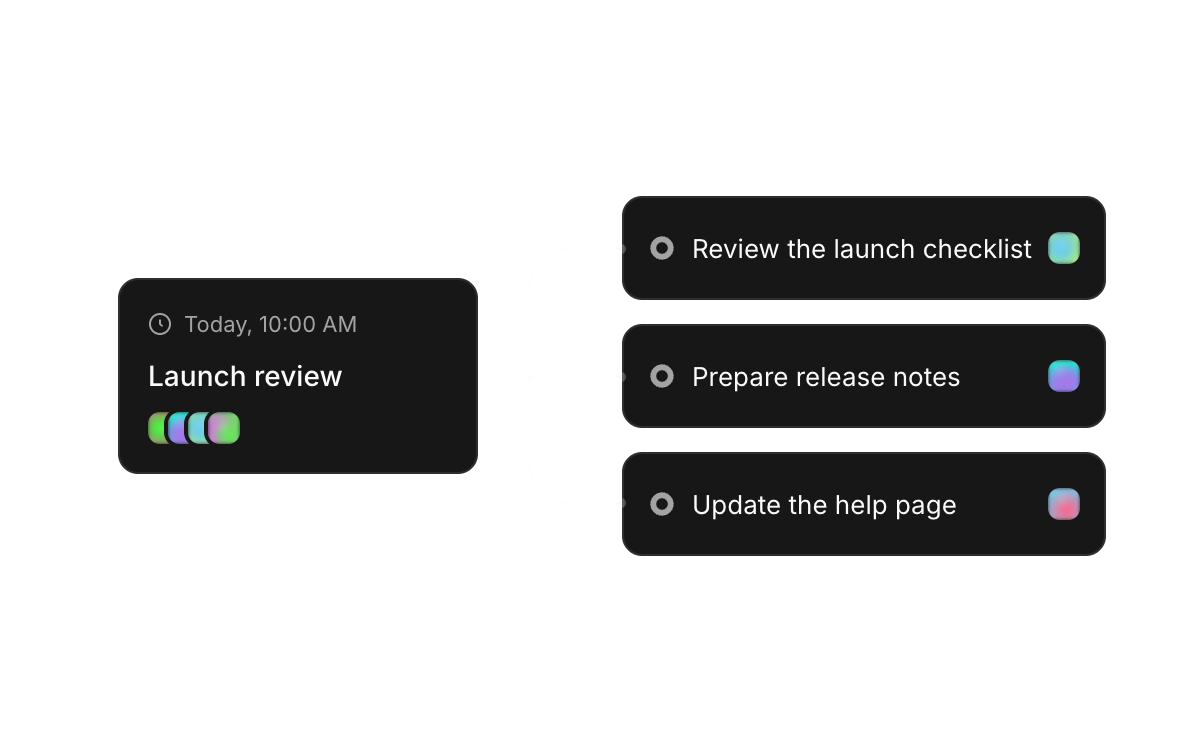 Today, 10:00 AM
Launch review
Review the launch checklist
Prepare release notes
Update the help page